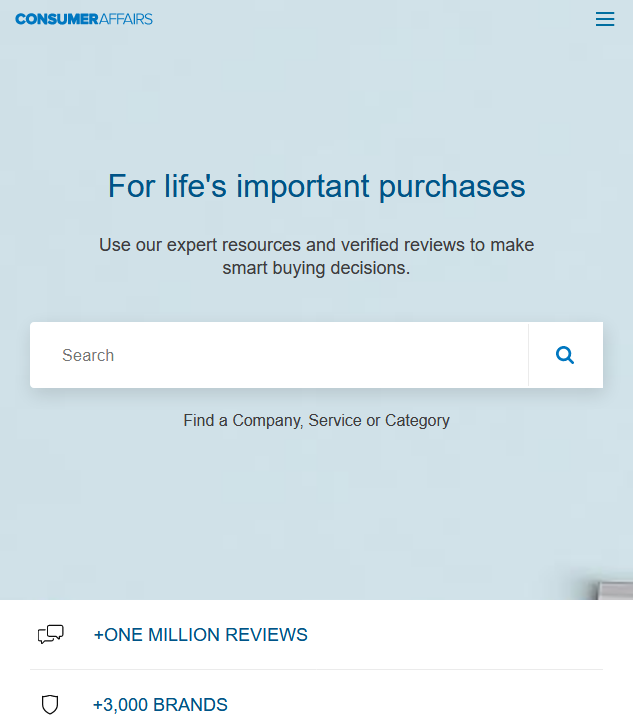 CONSUMERAFFAIRS
For life's important purchases
Use our expert resources and verified reviews to make
smart buying decisions.
Search
Find a Company, Service or Category
+ONE MILLION REVIEWS
+3,000 BRANDS